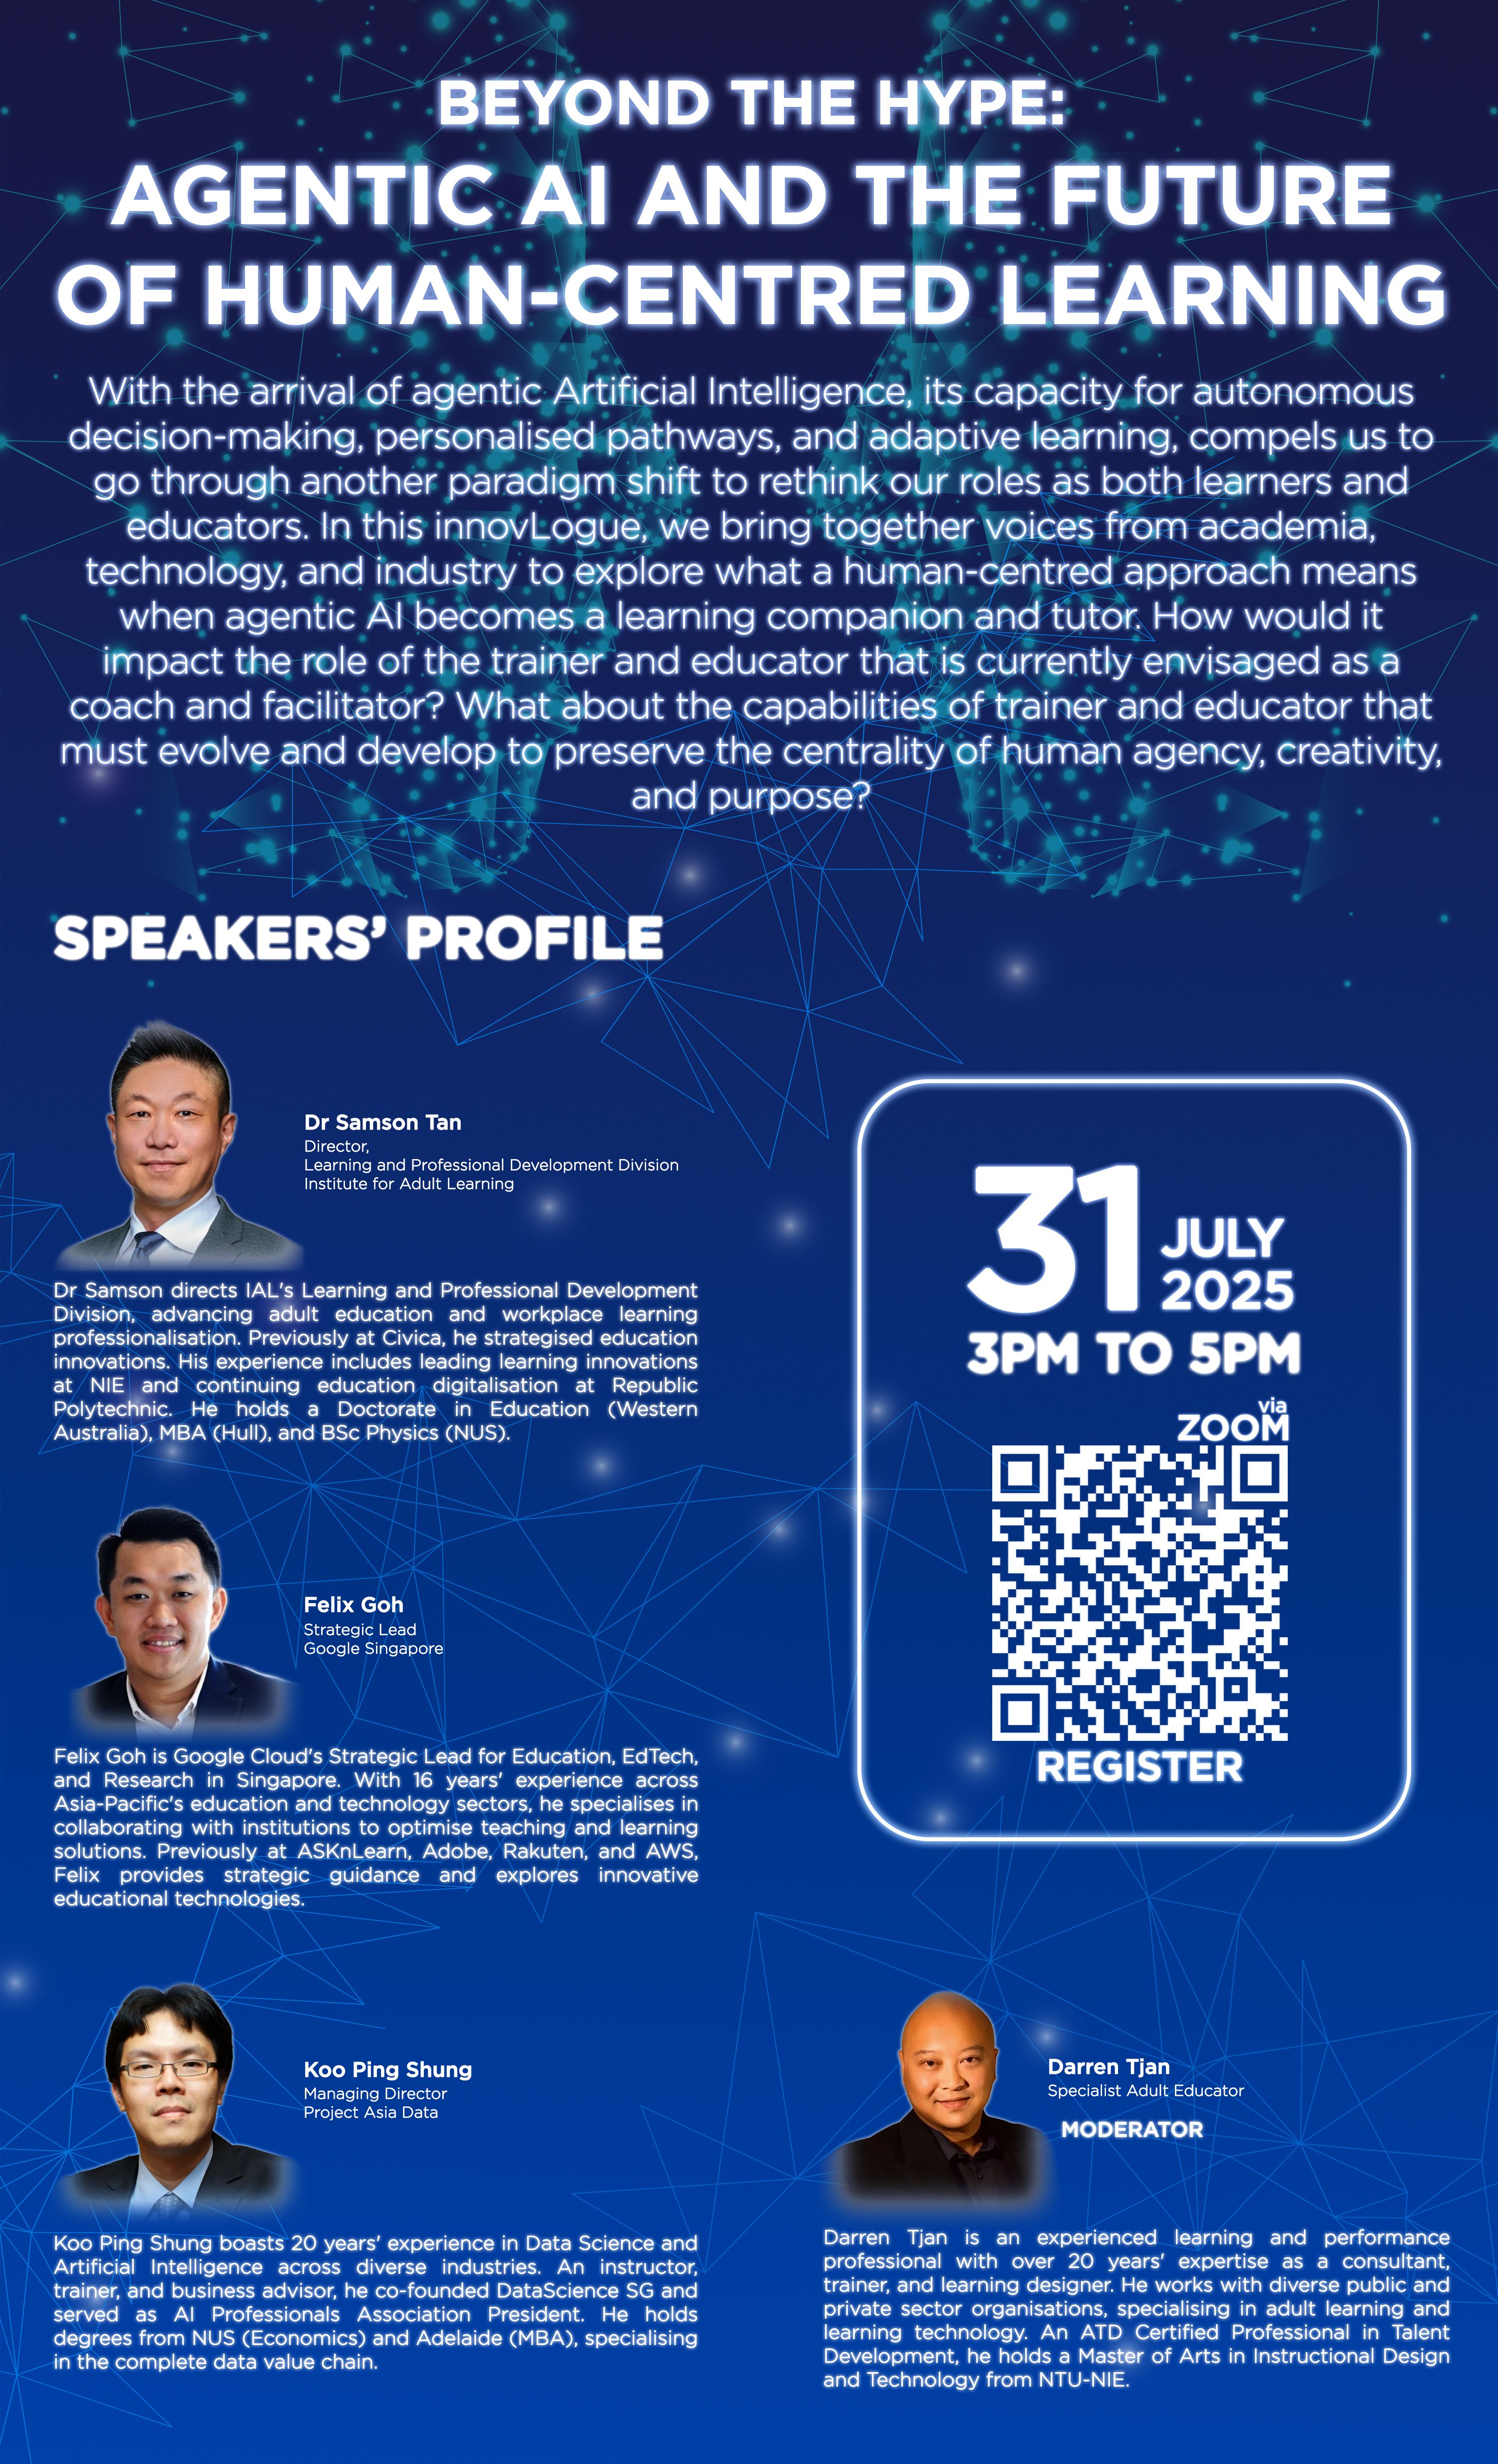 BEYOND THE HYPE:
AGENTIC AI AND THE FUTURE
OF HUMAN-CENTRED LEARNING
With the arrival of agentic Artificial Intelligence, its capacity for autonomous
decision-making, personalised pathways, and adaptive learning, compels us to
go through another paradigm shift to rethink our roles as both learners and
educators. In this innovLogue, we bring together voices from academia,
technology, and industry to explore what a human-centred approach means
when agentic AI becomes a learning companion and tutor. How would it
impact the role of the trainer and educator that is currently envisaged as a
coach and facilitator? What about the capabilities of trainer and educator that
must evolve and develop to preserve the centrality of human agency, creativity,
and purpose?
SPEAKERS' PROFILE
Dr Samson Tan
Director,
Learning and Professional Development Division
Institute for Adult Learning
Dr Samson directs IAL's Learning and Professional Development
Division, advancing adult education and workplace learning
professionalisation. Previously at Civica, he strategised education
innovations. His experience includes leading learning innovations
at NIE and continuing education digitalisation at Republic
Polytechnic. He holds a Doctorate in Education (Western
Australia), MBA (Hull), and BSc Physics (NUS).
31 JULY
2025
3PM TO 5PM
via
ZOOM
REGISTER
Felix Goh
Strategic Lead
Google Singapore
Felix Goh is Google Cloud's Strategic Lead for Education, EdTech,
and Research in Singapore. With 16 years' experience across
Asia-Pacific's education and technology sectors, he specialises in
collaborating with institutions to optimise teaching and learning
solutions. Previously at ASKnLearn, Adobe, Rakuten, and AWS,
Felix provides strategic guidance and explores innovative
educational technologies.
Koo Ping Shung
Managing Director
Project Asia Data
Koo Ping Shung boasts 20 years' experience in Data Science and
Artificial Intelligence across diverse industries. An instructor,
trainer, and business advisor, he co-founded DataScience SG and
served as AI Professionals Association President. He holds
degrees from NUS (Economics) and Adelaide (MBA), specialising
in the complete data value chain.
Darren Tjan
Specialist Adult Educator
MODERATOR
Darren Tjan is an experienced learning and performance
professional with over 20 years' expertise as a consultant,
trainer, and learning designer. He works with diverse public and
private sector organisations, specialising in adult learning and
learning technology. An ATD Certified Professional in Talent
Development, he holds a Master of Arts in Instructional Design
and Technology from NTU-NIE.